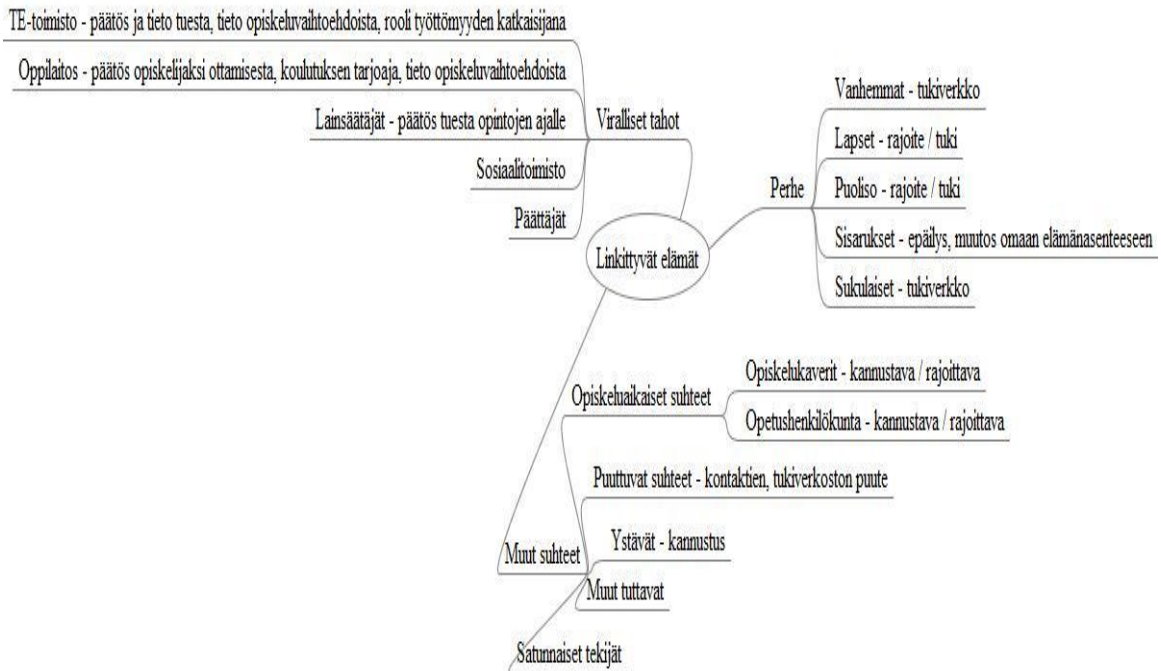 TE-toimisto - päätös ja tieto tuesta, tieto opiskeluvaihtoehdoista, rooli työttömyyden katkaisijana
Oppilaitos - päätös opiskelijaksi ottamisesta, koulutuksen tarjoaja, tieto opiskeluvaihtoehdoista
Lainsäätäjät - päätös tuesta opintojen ajalle
Sosiaalitoimisto
Päättäjät
Viralliset tahot
Linkittyvät elämät
Perhe
Vanhemmat - tukiverkko
Lapset - rajoite / tuki
Puoliso - rajoite / tuki
Sisarukset - epäilys, muutos omaan elämänasenteeseen
Sukulaiset - tukiverkko
Opiskeluaikaiset suhteet
Opiskelukaverit - kannustava / rajoittava
Opetushenkilökunta - kannustava / rajoittava
Puuttuvat suhteet - kontaktien, tukiverkoston puute
Muut suhteet
Ystävät - kannustus
Muut tuttavat
Satunnaiset tekijät